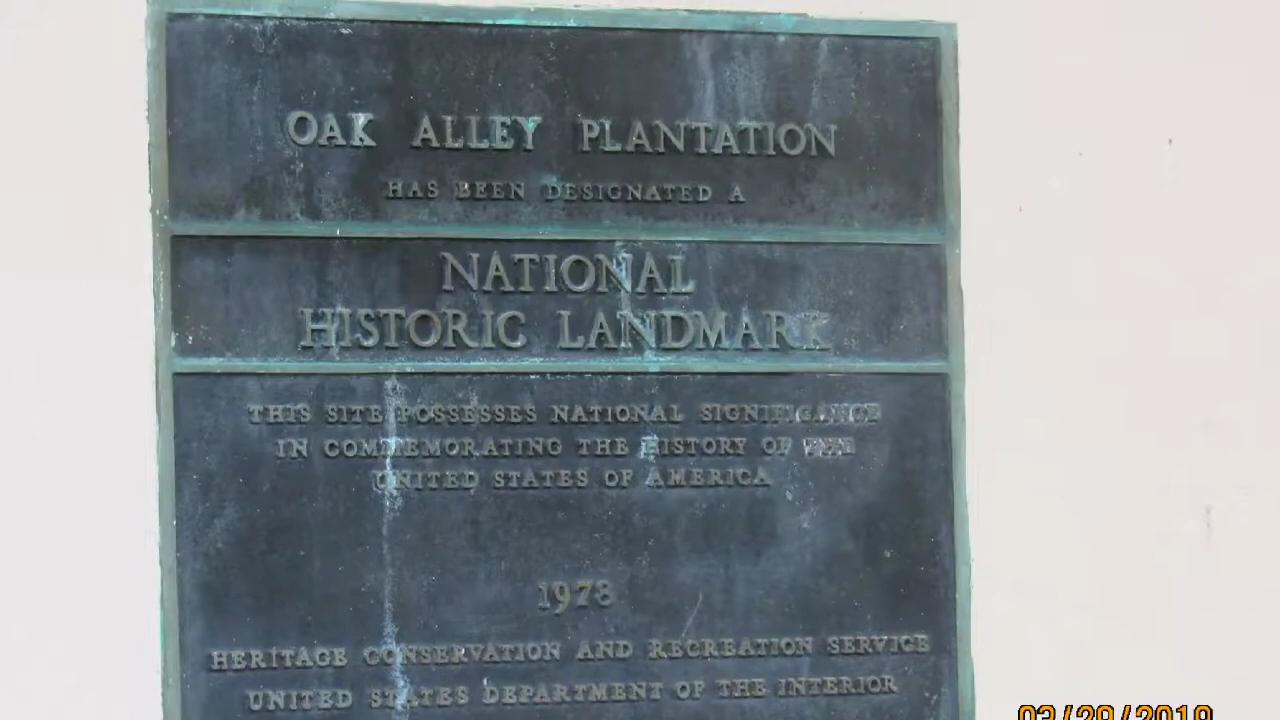 OAK ALLEY PLANTATION
HAS BEEN DESIGNATED A
NATIONAL
HISTORIC LANDMARK
THIS SITE POSSESSES NATIONAL SIGNIFICANCE
IN COMMEMORATING THE HISTORY OF THE
UNITED STATES OF AMERICA
1978
HERITAGE CONSERVATION AND RECREATION SERVICE
UNITED STATES DEPARTMENT OF THE INTERIOR